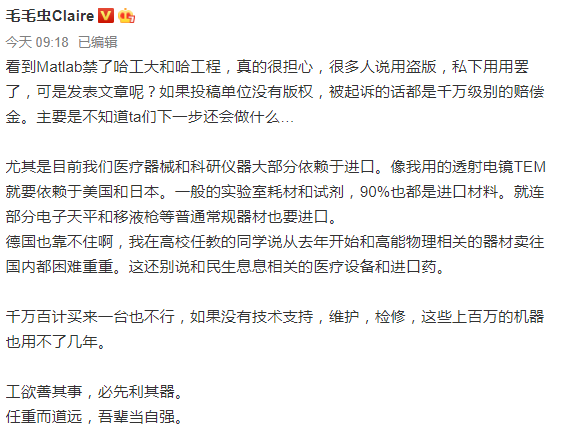 毛毛虫Claire
今天 09:18 已编辑
看到Matlab禁了哈工大和哈工程，真的很担心，很多人说用盗版，私下用用罢
了，可是发表文章呢？如果投稿单位没有版权，被起诉的话都是千万级别的赔偿
金。主要是不知道ta们下一步还会做什么…
尤其是目前我们医疗器械和科研仪器大部分依赖于进口。像我用的透射电镜TEM
就要依赖于美国和日本。一般的实验室耗材和试剂，90%也都是进口材料。就连
部分电子天平和移液枪等普通常规器材也要进口。
德国也靠不住啊，我在高校任教的同学说从去年开始和高能物理相关的器材卖往
国内都困难重重。这还别说和民生息息相关的医疗设备和进口药。
千万百计买来一台也不行，如果没有技术支持，维护，检修，这些上百万的机器
也用不了几年。
工欲善其事，必先利其器。
任重而道远，吾辈当自强。